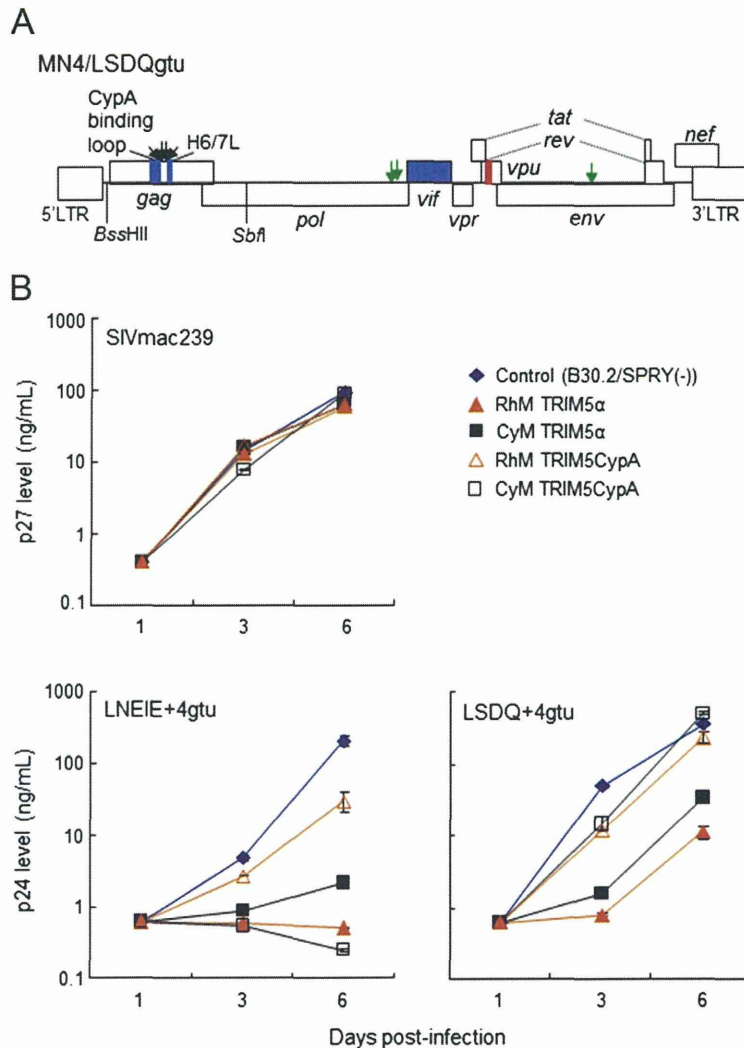 A
MN4/LSDQgtu
CypA
binding
loop
H6/7L
tat
rev
nef
vpu
5'LTR
gag
pol
vif
vpr
env
3'LTR
BssHII
SbfI
B
1000
100
10
1
0.1
p27 level (ng/mL)
SIVmac239
1 3 6
Control (B30.2/SPRY(-))
RhM TRIM5α
CyM TRIM5α
RhM TRIM5CypA
CyM TRIM5CypA
1000
100
10
1
0.1
p24 level (ng/mL)
LNEIE+4gtu
1 3 6
LSDQ+4gtu
1 3 6
Days post-infection